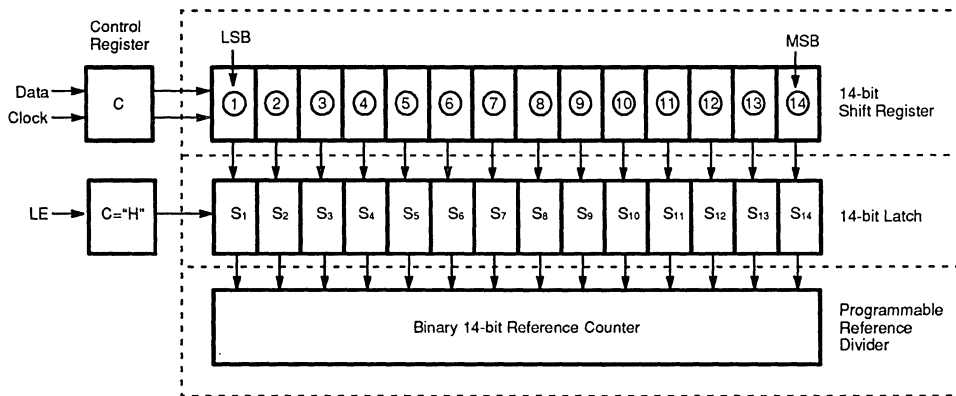 Control
Register
LSB
MSB
Data
Clock
C
1 2 3 4 5 6 7 8 9 10 11 12 13 14
14-bit
Shift Register
LE
C="H"
S1 S2 S3 S4 S5 S6 S7 S8 S9 S10 S11 S12 S13 S14
14-bit Latch
Binary 14-bit Reference Counter
Programmable
Reference
Divider